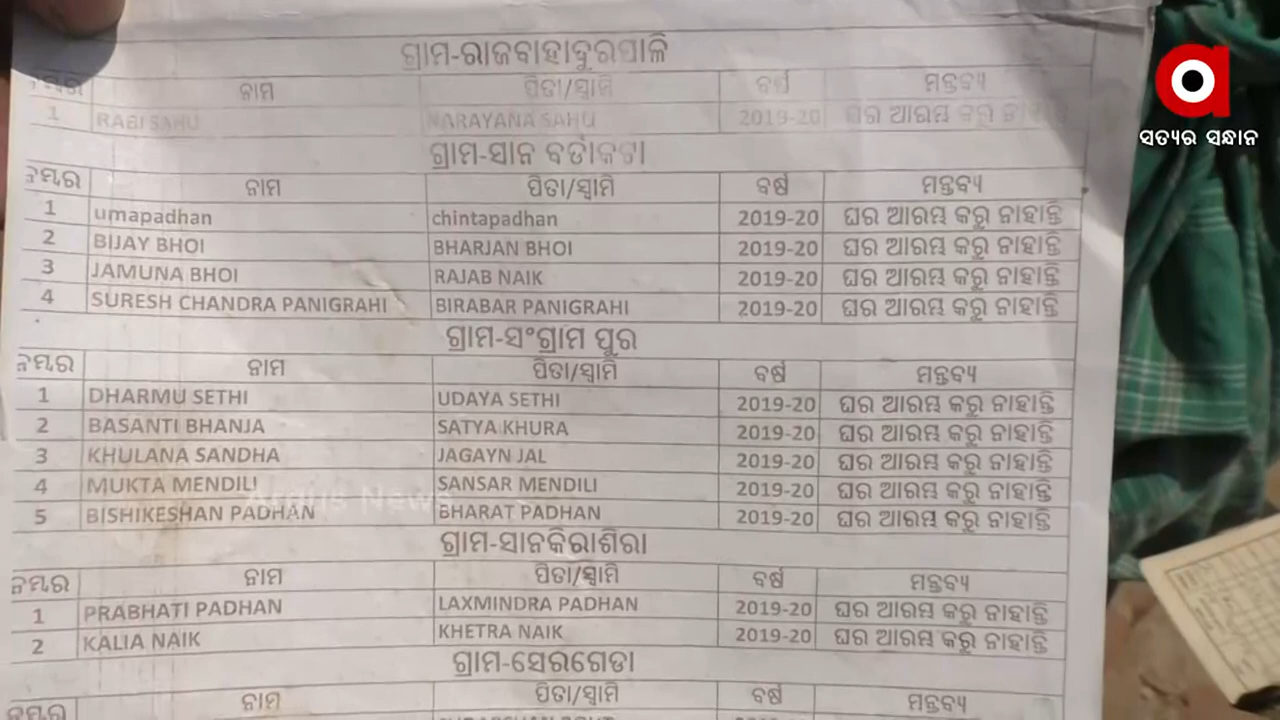 ଗ୍ରାମ-ରାଜବାହାଦୁରପାଲି
ନମ୍ବର ନାମ ପିତା/ସ୍ୱାମି ବର୍ଷ ମନ୍ତବ୍ୟ
1 RABI SAHU NARAYANA SAHU 2019-20 ଘର ଆରମ୍ଭ କରୁ ନାହାନ୍ତି
ଗ୍ରାମ-ସାନ ବର୍ଡାକଟା
ନମ୍ବର ନାମ ପିତା/ସ୍ୱାମି ବର୍ଷ ମନ୍ତବ୍ୟ
1 umapadhan chintapadhan 2019-20 ଘର ଆରମ୍ଭ କରୁ ନାହାନ୍ତି
2 BIJAY BHOI BHARJAN BHOI 2019-20 ଘର ଆରମ୍ଭ କରୁ ନାହାନ୍ତି
3 JAMUNA BHOI RAJAB NAIK 2019-20 ଘର ଆରମ୍ଭ କରୁ ନାହାନ୍ତି
4 SURESH CHANDRA PANIGRAHI BIRABAR PANIGRAHI 2019-20 ଘର ଆରମ୍ଭ କରୁ ନାହାନ୍ତି
ଗ୍ରାମ-ସଂଗ୍ରାମ ପୁର
ନମ୍ବର ନାମ ପିତା/ସ୍ୱାମି ବର୍ଷ ମନ୍ତବ୍ୟ
1 DHARMU SETHI UDAYA SETHI 2019-20 ଘର ଆରମ୍ଭ କରୁ ନାହାନ୍ତି
2 BASANTI BHANJA SATYA KHURA 2019-20 ଘର ଆରମ୍ଭ କରୁ ନାହାନ୍ତି
3 KHULANA SANDHA JAGAYN JAL 2019-20 ଘର ଆରମ୍ଭ କରୁ ନାହାନ୍ତି
4 MUKTA MENDILI SANSAR MENDILI 2019-20 ଘର ଆରମ୍ଭ କରୁ ନାହାନ୍ତି
5 BISHIKESHAN PADHAN BHARAT PADHAN 2019-20 ଘର ଆରମ୍ଭ କରୁ ନାହାନ୍ତି
ଗ୍ରାମ-ସାନକିରାଶିରା
ନମ୍ବର ନାମ ପିତା/ସ୍ୱାମି ବର୍ଷ ମନ୍ତବ୍ୟ
1 PRABHATI PADHAN LAXMINDRA PADHAN 2019-20 ଘର ଆରମ୍ଭ କରୁ ନାହାନ୍ତି
2 KALIA NAIK KHETRA NAIK 2019-20 ଘର ଆରମ୍ଭ କରୁ ନାହାନ୍ତି
ଗ୍ରାମ-ସେରଗେଡା
ନମ୍ବର ନାମ ପିତା/ସ୍ୱାମି ବର୍ଷ ମନ୍ତବ୍ୟ
Argus News
ସତ୍ୟର ସନ୍ଧାନ